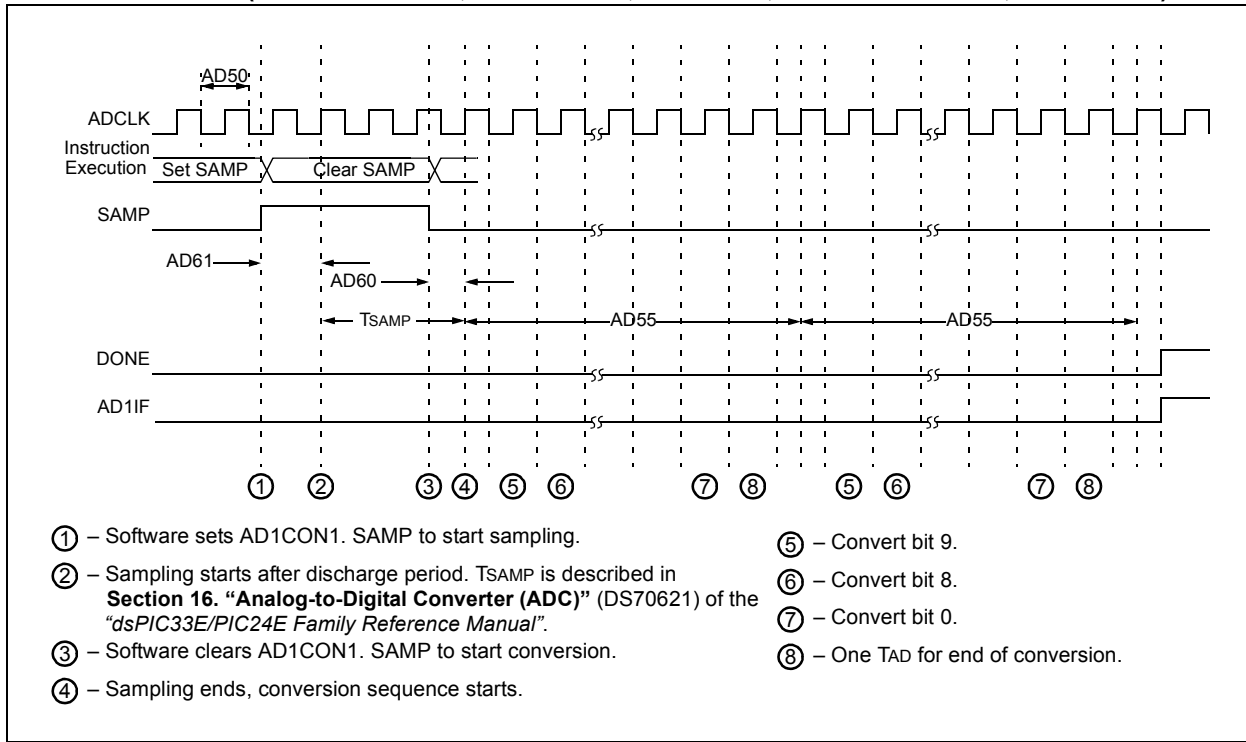 AD50
ADCLK
Instruction
Execution
Set SAMP
Clear SAMP
SAMP
AD61
AD60
TSAMP
AD55
AD55
DONE
AD1IF
1 2 3 4 5 6 7 8 5 6 7 8
1 – Software sets AD1CON1. SAMP to start sampling.
2 – Sampling starts after discharge period. TSAMP is described in
Section 16. “Analog-to-Digital Converter (ADC)” (DS70621) of the
“dsPIC33E/PIC24E Family Reference Manual”.
3 – Software clears AD1CON1. SAMP to start conversion.
4 – Sampling ends, conversion sequence starts.
5 – Convert bit 9.
6 – Convert bit 8.
7 – Convert bit 0.
8 – One TAD for end of conversion.